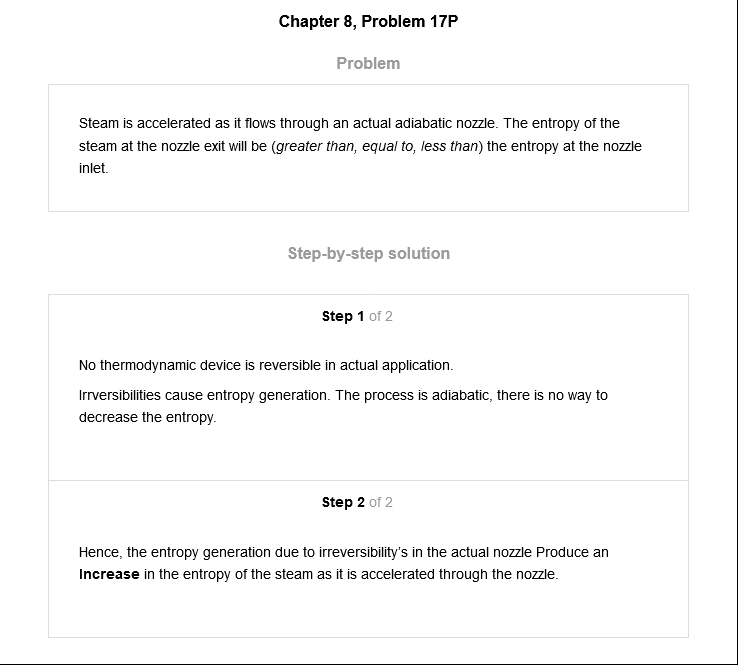 Chapter 8, Problem 17P
Problem
Steam is accelerated as it flows through an actual adiabatic nozzle. The entropy of the
steam at the nozzle exit will be (greater than, equal to, less than) the entropy at the nozzle
inlet.
Step-by-step solution
Step 1 of 2
No thermodynamic device is reversible in actual application.
Irrversibilities cause entropy generation. The process is adiabatic, there is no way to
decrease the entropy.
Step 2 of 2
Hence, the entropy generation due to irreversibility's in the actual nozzle Produce an
Increase in the entropy of the steam as it is accelerated through the nozzle.